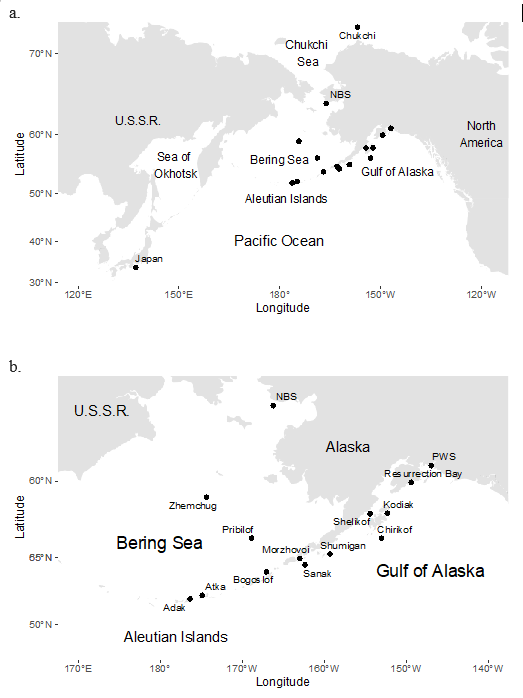 a.
70°N
60°N
50°N
40°N
30°N
Latitude
Chukchi
Chukchi
Sea
NBS
U.S.S.R.
North
America
Sea of
Okhotsk
Bering Sea
Gulf of Alaska
Aleutian Islands
Pacific Ocean
Japan
120°E
150°E
180°
150°W
120°W
Longitude
b.
60°N
65°N
50°N
Latitude
NBS
U.S.S.R.
Alaska
PWS
Resurrection Bay
Zhemchug
Kodiak
Shelikof
Pribilof
Chirikof
Bering Sea
Shumigan
Morzhovoi
Gulf of Alaska
Sanak
Bogoslof
Atka
Adak
Aleutian Islands
170°E
180°
170°W
160°W
150°W
140°W
Longitude